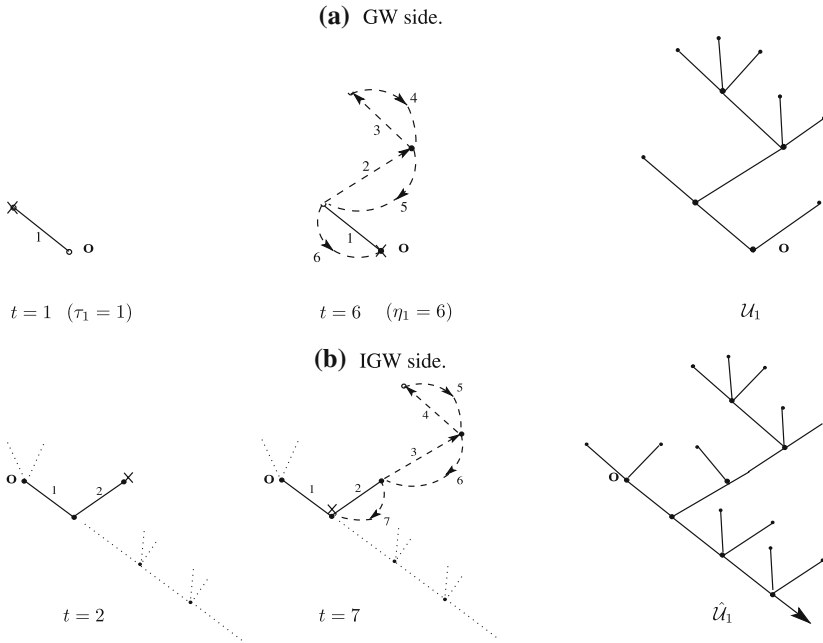 (a) GW side.
1
O
t = 1 (τ₁ = 1)
1
2
3
4
5
6
O
t = 6 (η₁ = 6)
O
𝒰₁
(b) IGW side.
O
1
2
t = 2
O
1
2
3
4
5
6
7
t = 7
O
𝒰̂₁